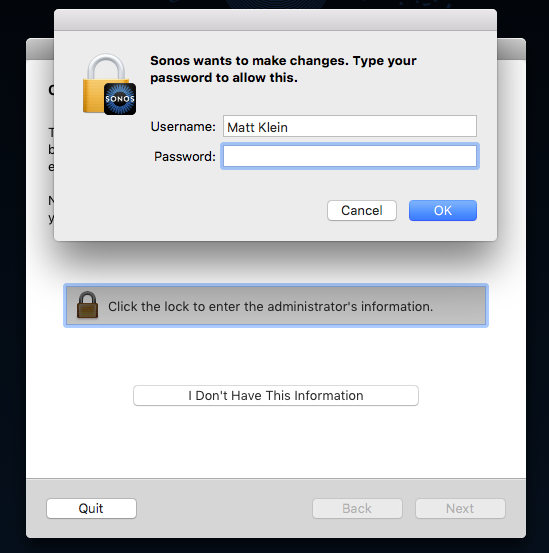 Sonos wants to make changes. Type your
password to allow this.
SONOS
Username: Matt Klein
Password:
Cancel OK
Click the lock to enter the administrator's information.
I Don't Have This Information
Quit Back Next